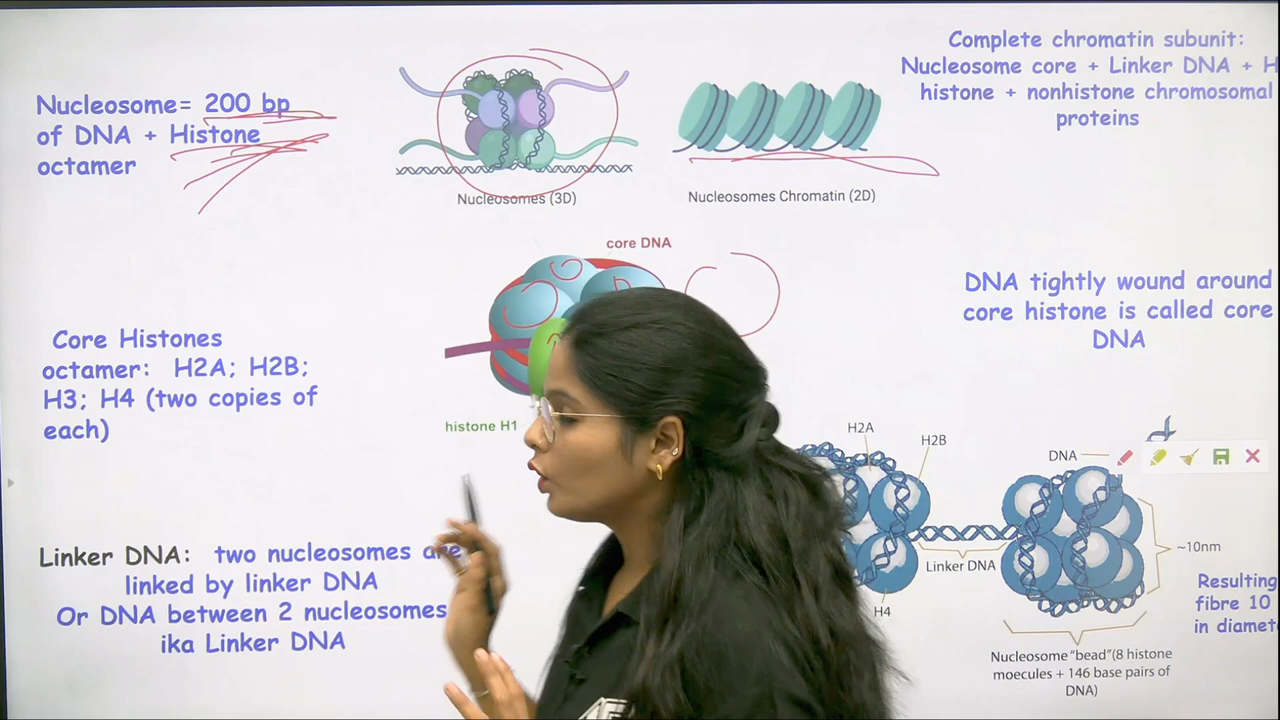 Nucleosome= 200 bp
of DNA + Histone
octamer
Nucleosomes (3D)
Nucleosomes Chromatin (2D)
Complete chromatin subunit:
Nucleosome core + Linker DNA + H
histone + nonhistone chromosomal
proteins
core DNA
histone H1
Core Histones
octamer: H2A; H2B;
H3; H4 (two copies of
each)
DNA tightly wound around
core histone is called core
DNA
Linker DNA: two nucleosomes are
linked by linker DNA
Or DNA between 2 nucleosomes
ika Linker DNA
H2A
H2B
DNA
Linker DNA
H4
~10nm
Nucleosome "bead"(8 histone
moecules + 146 base pairs of
DNA)
Resulting
fibre 10
in diamet